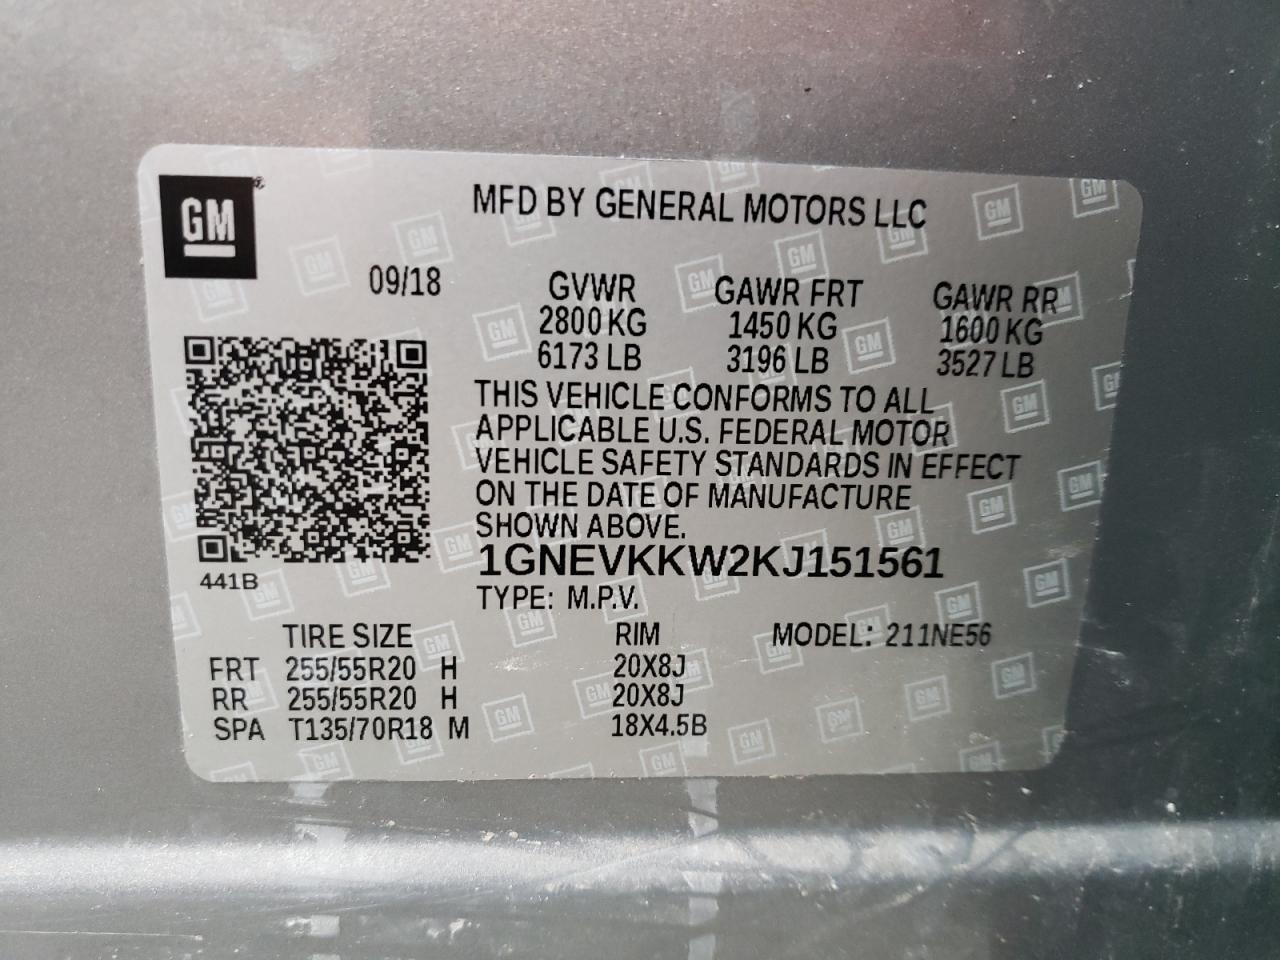 GM®
MFD BY GENERAL MOTORS LLC
09/18
GVWR GAWR FRT GAWR RR
2800 KG 1450 KG 1600 KG
6173 LB 3196 LB 3527 LB
THIS VEHICLE CONFORMS TO ALL
APPLICABLE U.S. FEDERAL MOTOR
VEHICLE SAFETY STANDARDS IN EFFECT
ON THE DATE OF MANUFACTURE
SHOWN ABOVE.
1GNEVKKW2KJ151561
441B
TYPE: M.P.V.
TIRE SIZE RIM MODEL: 211NE56
FRT 255/55R20 H 20X8J
RR 255/55R20 H 20X8J
SPA T135/70R18 M 18X4.5B